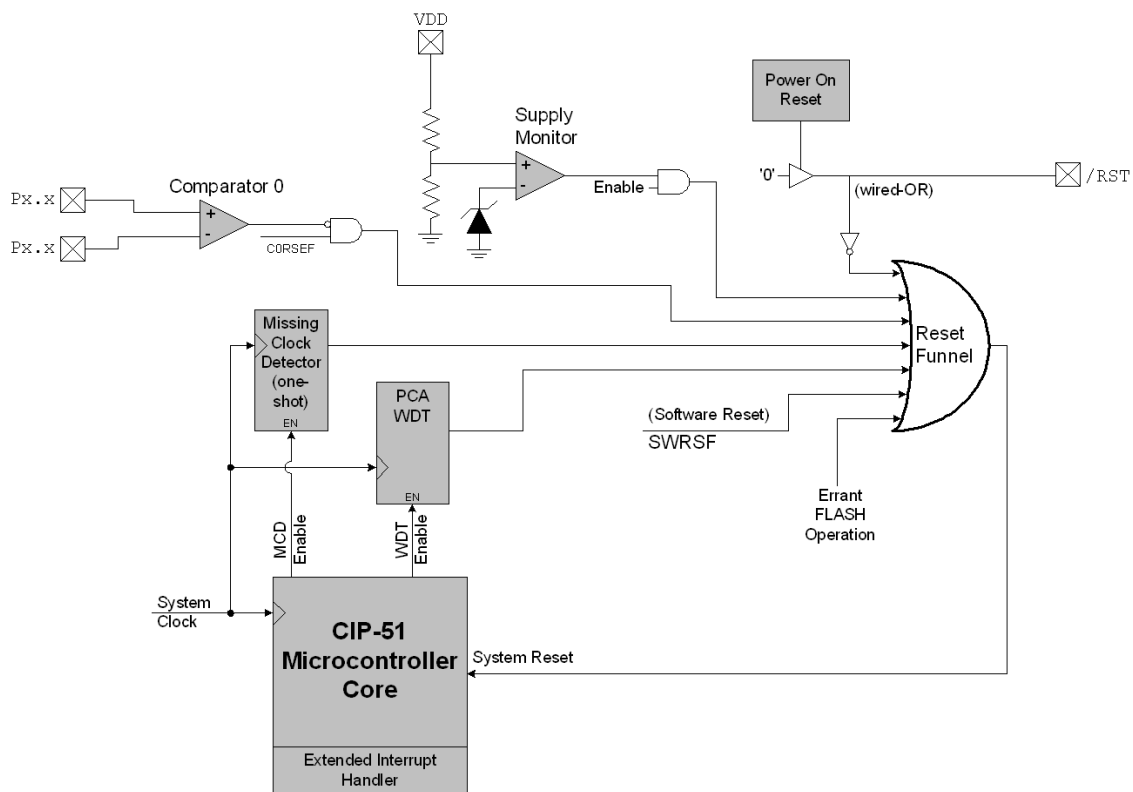 VDD
Power On
Reset
Supply
Monitor
+
-
Enable
'0'
(wired-OR)
/RST
Comparator 0
Px.x
Px.x
+
-
C0RSEF
Missing
Clock
Detector
(one-
shot)
EN
PCA
WDT
EN
Reset
Funnel
(Software Reset)
SWRSF
Errant
FLASH
Operation
MCD
Enable
WDT
Enable
System
Clock
CIP-51
Microcontroller
Core
System Reset
Extended Interrupt
Handler